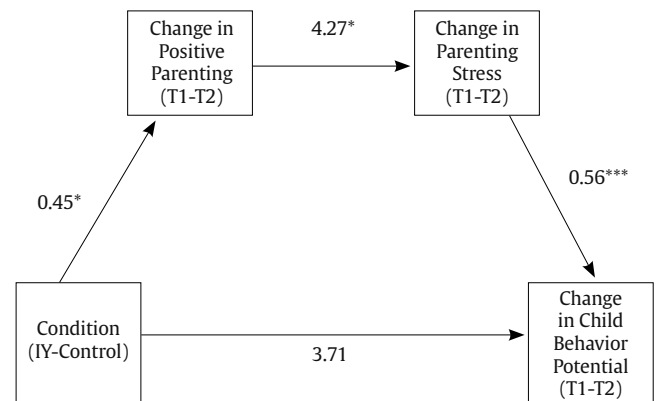 Change in
Positive
Parenting
(T1-T2)
4.27*
Change in
Parenting
Stress
(T1-T2)
0.45*
0.56***
Condition
(IY-Control)
3.71
Change
in Child
Behavior
Potential
(T1-T2)